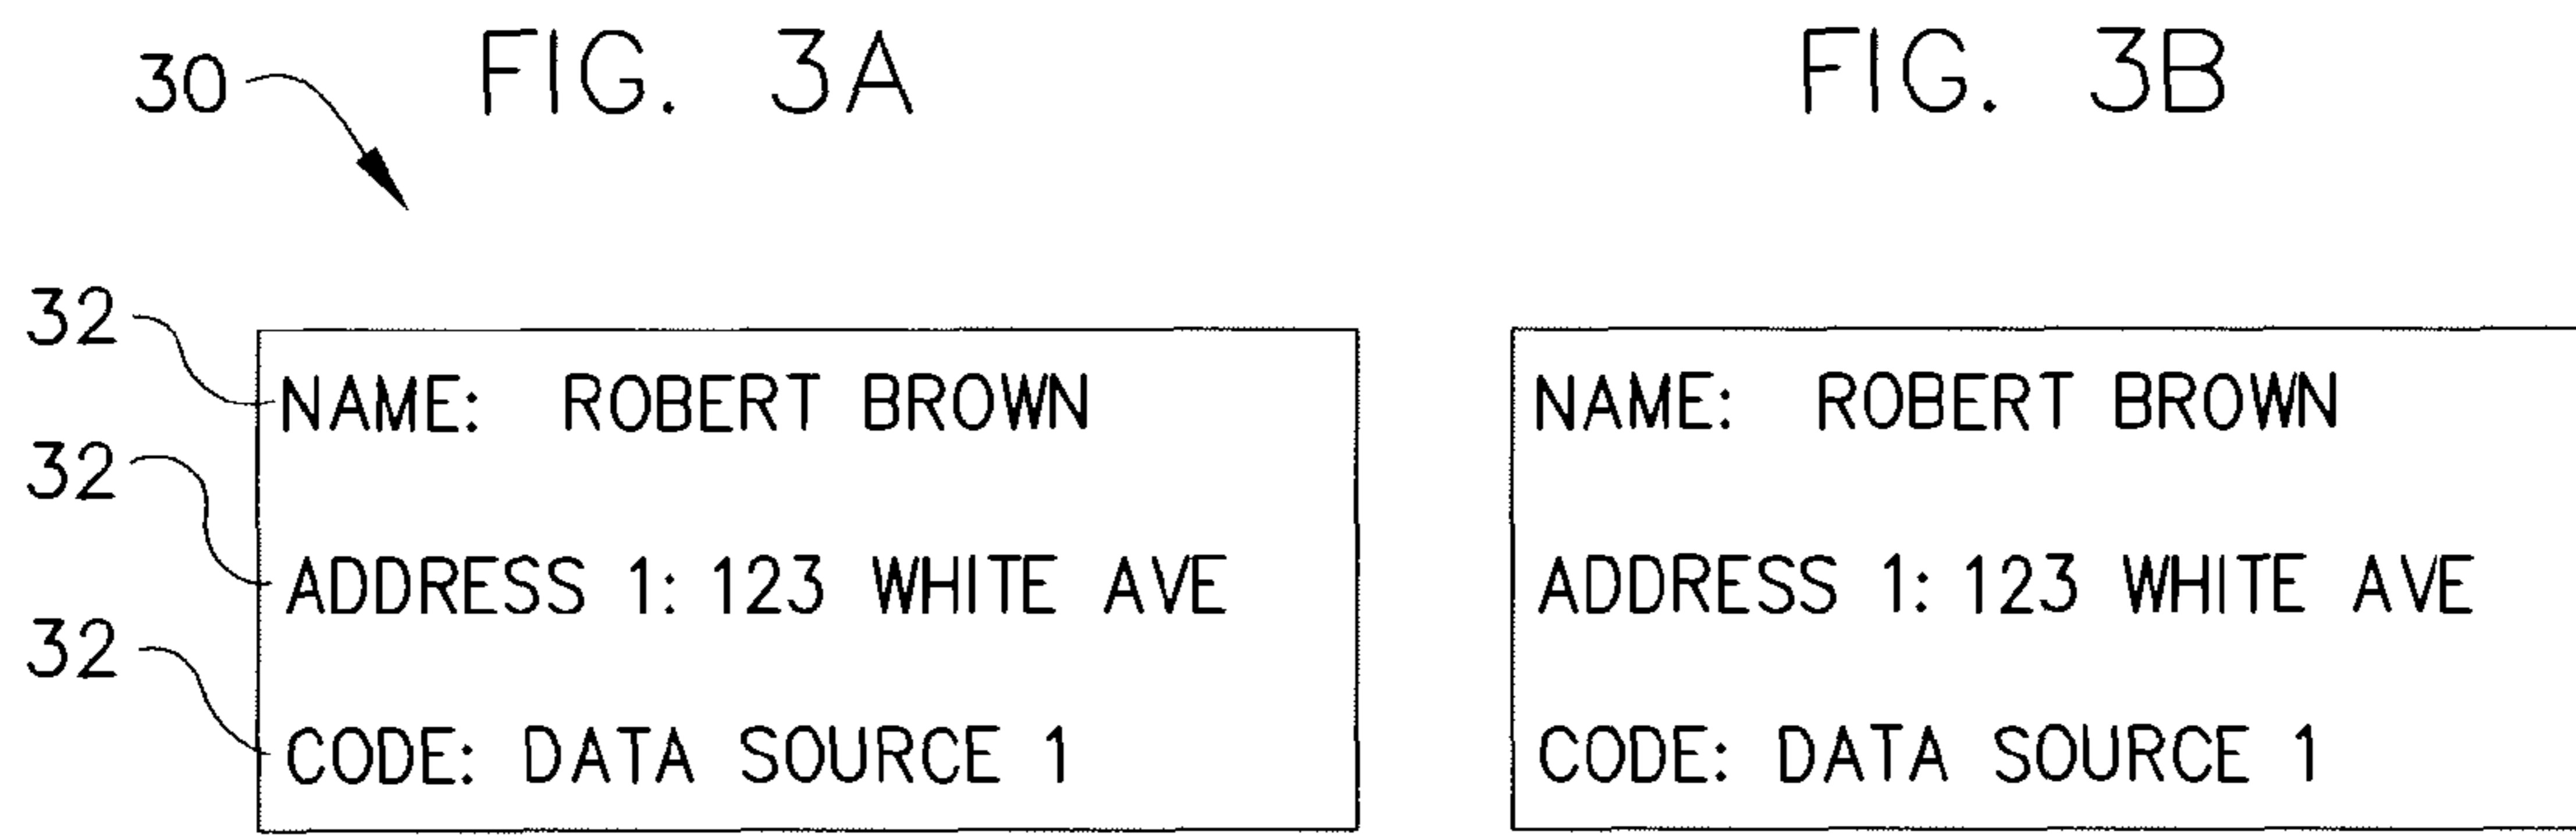 FIG. 3A
30
32
NAME: ROBERT BROWN
32
ADDRESS 1: 123 WHITE AVE
32
CODE: DATA SOURCE 1
FIG. 3B
NAME: ROBERT BROWN
ADDRESS 1: 123 WHITE AVE
CODE: DATA SOURCE 1